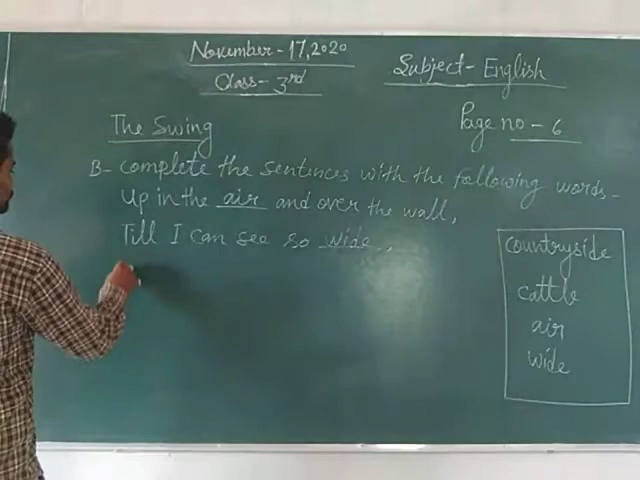 November - 17, 2020
Class - 3rd
Subject - English
The Swing
Page no - 6
B - Complete the sentences with the following words -
Up in the air and over the wall,
Till I can see so wide,
countryside
cattle
air
wide